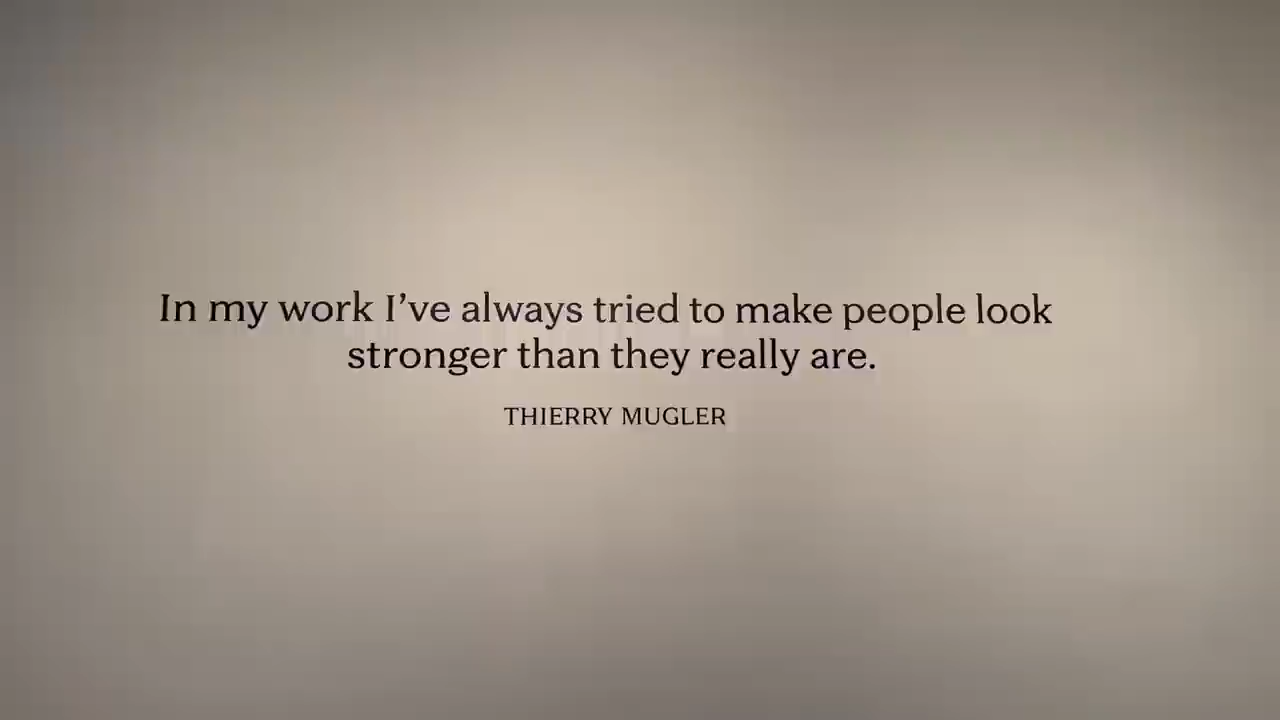 In my work I’ve always tried to make people look
stronger than they really are.
THIERRY MUGLER